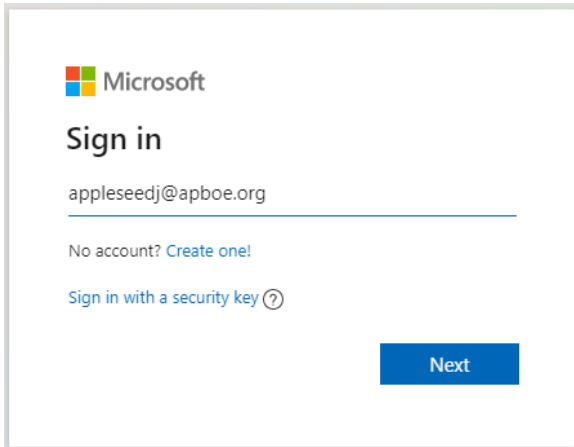 Microsoft
Sign in
appleseedj@apboe.org
No account? Create one!
Sign in with a security key ?
Next